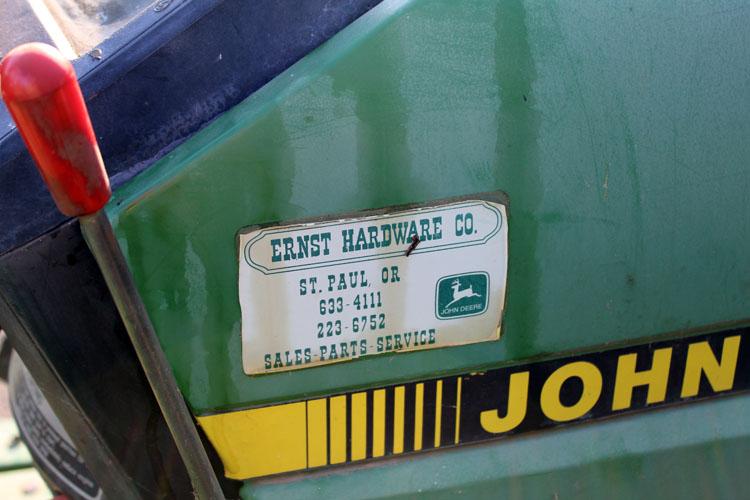 ERNST HARDWARE CO.
ST. PAUL, OR
633-4111
223-6752
SALES-PARTS-SERVICE
JOHN DEERE
JOHN